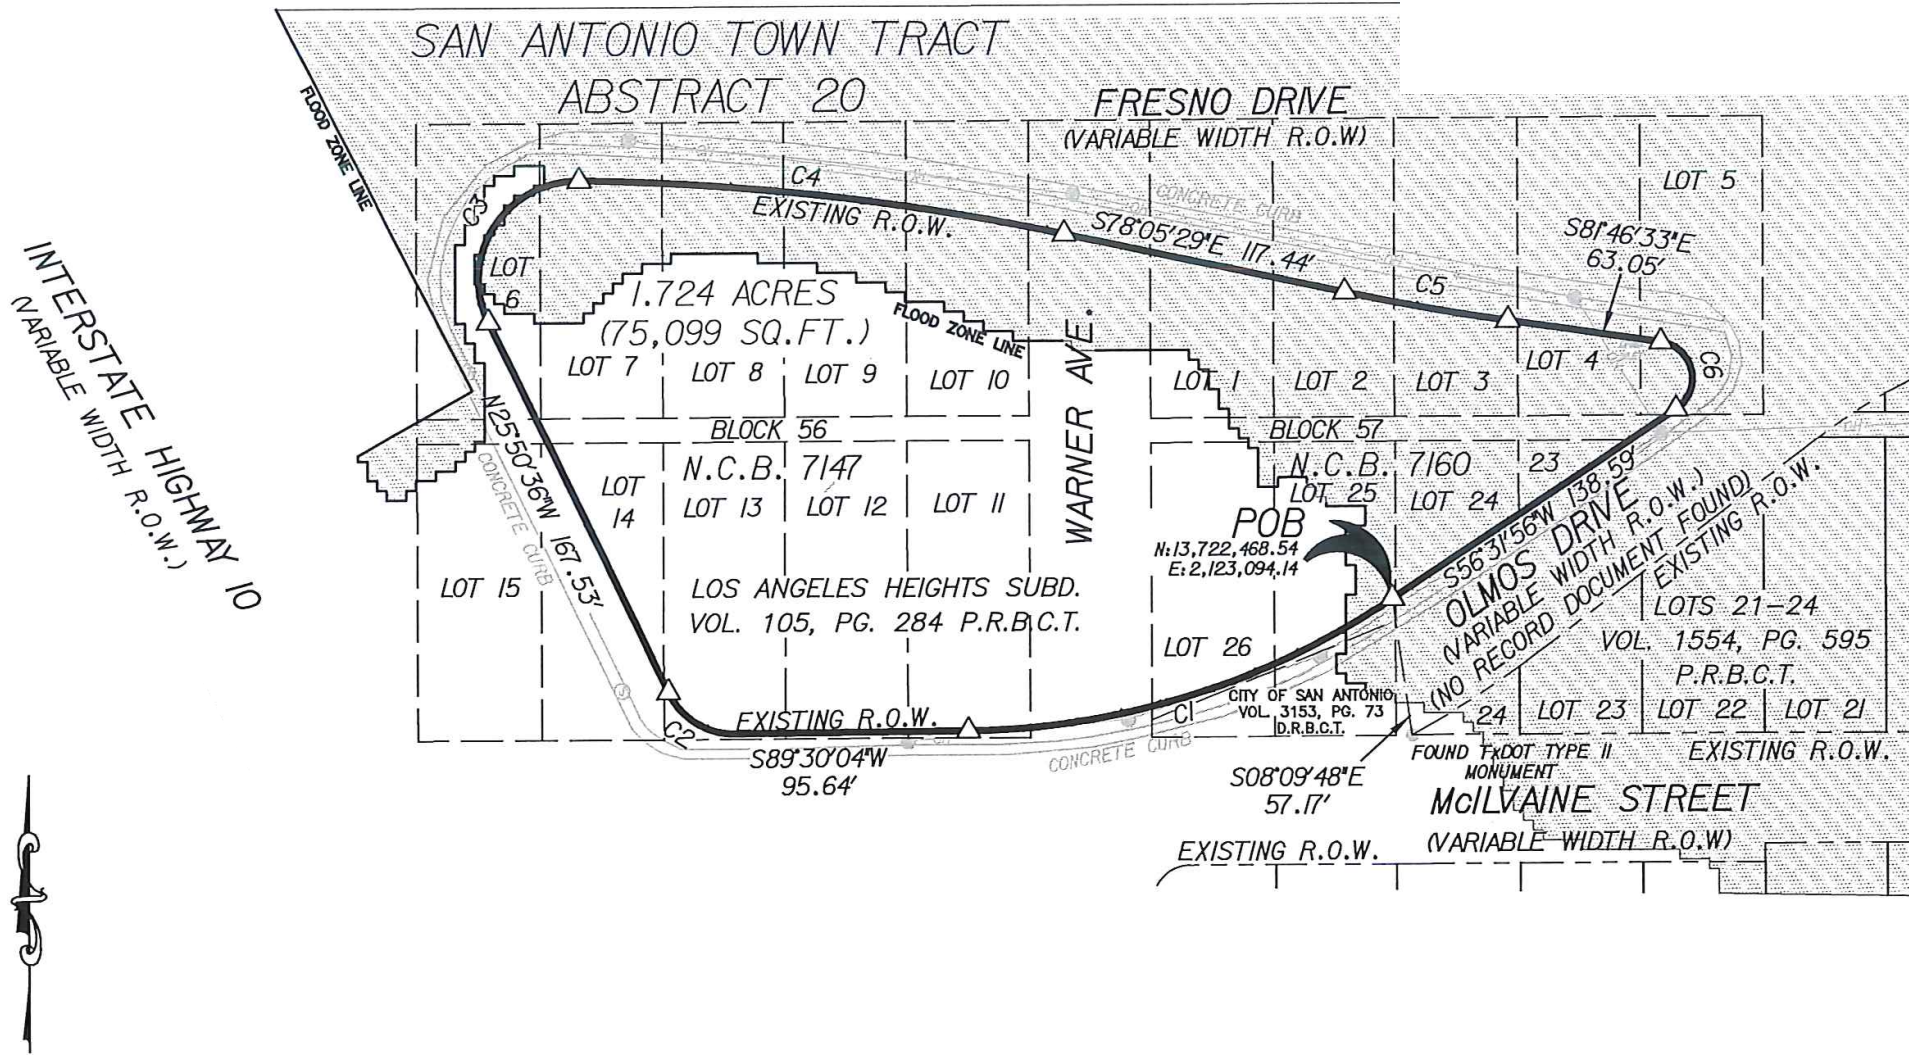 SAN ANTONIO TOWN TRACT
ABSTRACT 20
FRESNO DRIVE
(VARIABLE WIDTH R.O.W)
FLOOD ZONE LINE
INTERSTATE HIGHWAY 10
(VARIABLE WIDTH R.O.W.)
C3
C4
EXISTING R.O.W.
CONCRETE CURB
S78°05'29"E 117.44'
C5
S81°46'33"E
63.05'
LOT 5
C6
LOT
6
1.724 ACRES
(75,099 SQ.FT.)
FLOOD ZONE LINE
WARNER AVE.
LOT 7
LOT 8
LOT 9
LOT 10
LOT 1
LOT 2
LOT 3
LOT 4
BLOCK 56
BLOCK 57
N.C.B. 7147
N.C.B. 7160
23
N25°50'36"W 167.53'
CONCRETE CURB
LOT
14
LOT 13
LOT 12
LOT 11
LOT 25
LOT 24
POB
N:13,722,468.54
E:2,123,094.14
S56°31'56"W 138.59'
OLMOS DRIVE
(VARIABLE WIDTH R.O.W.)
(NO RECORD DOCUMENT FOUND)
EXISTING R.O.W.
LOT 15
LOS ANGELES HEIGHTS SUBD.
VOL. 105, PG. 284 P.R.B.C.T.
LOT 26
LOTS 21-24
VOL. 1554, PG. 595
P.R.B.C.T.
CITY OF SAN ANTONIO
VOL. 3153, PG. 73
D.R.B.C.T.
24
LOT 23
LOT 22
LOT 21
C2
EXISTING R.O.W.
C1
S89°30'04"W
95.64'
CONCRETE CURB
S08°09'48"E
57.17'
FOUND TxDOT TYPE II
MONUMENT
EXISTING R.O.W.
McILVAINE STREET
(VARIABLE WIDTH R.O.W)
EXISTING R.O.W.